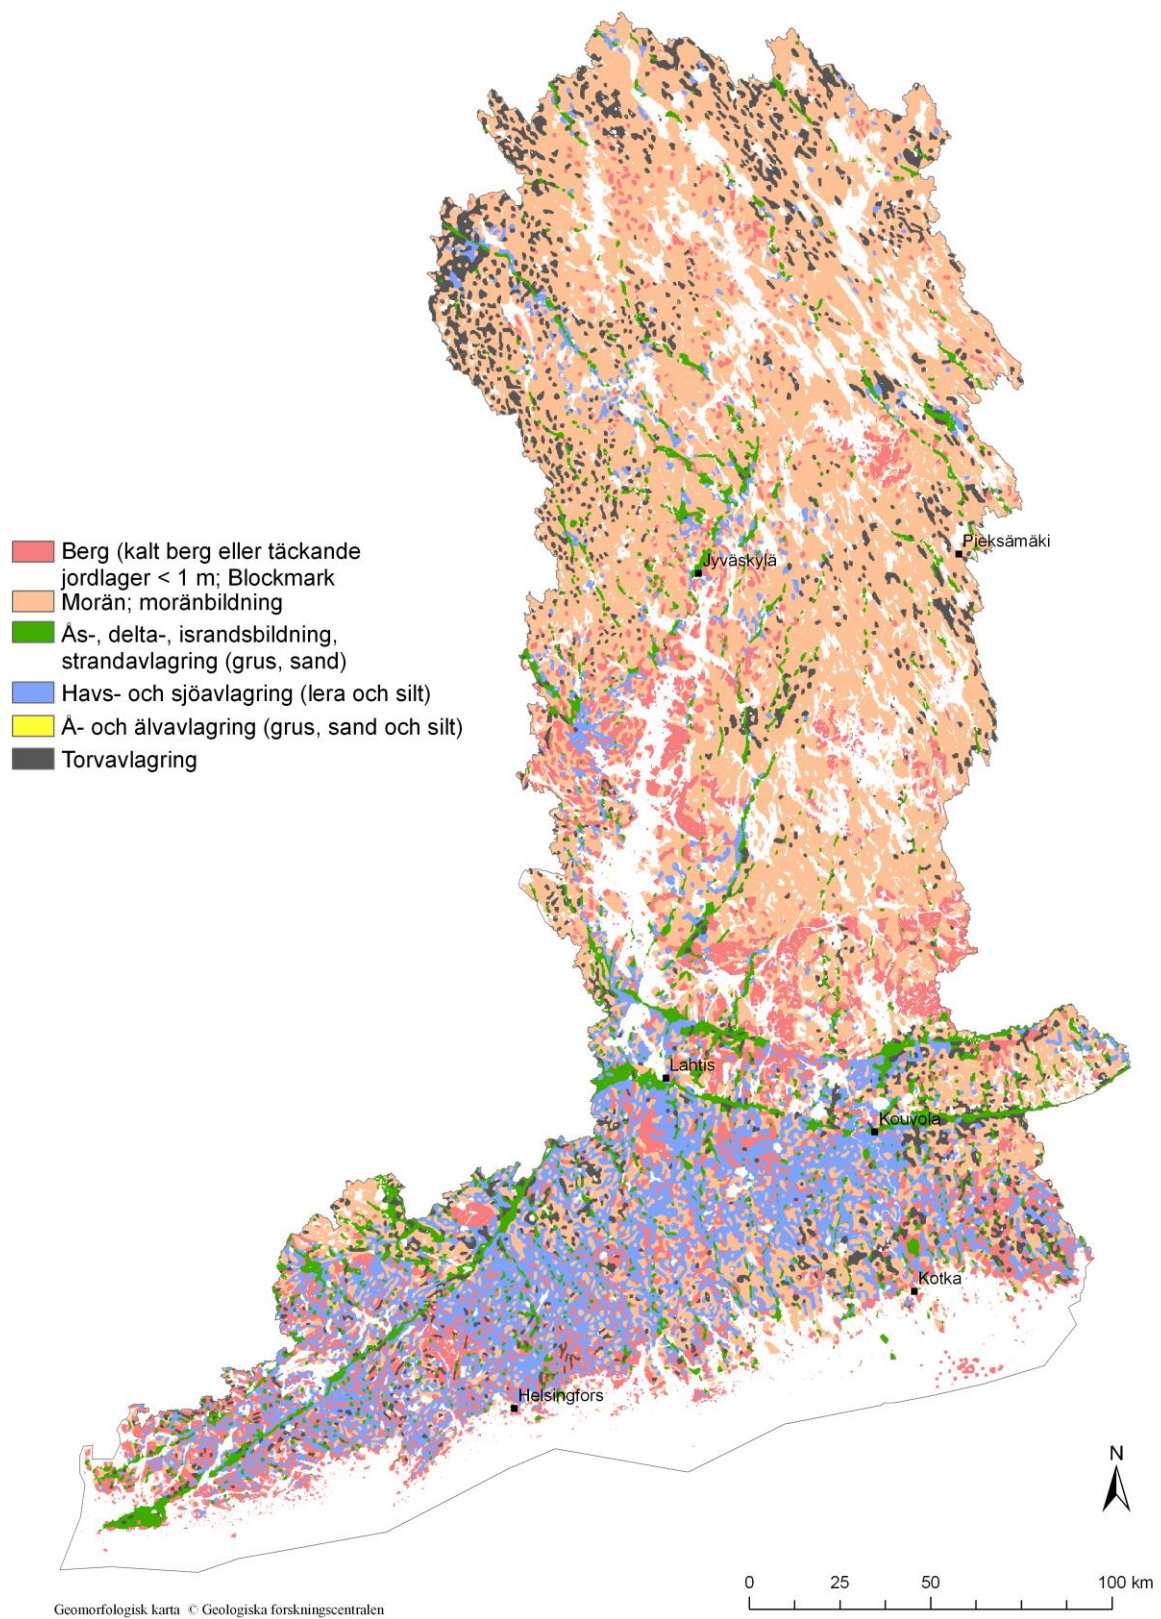 Berg (kalt berg eller täckande
jordlager < 1 m; Blockmark
Morän; moränbildning
Ås-, delta-, israndsbildning,
strandavlagring (grus, sand)
Havs- och sjöavlagring (lera och silt)
Å- och älvavlagring (grus, sand och silt)
Torvavlagring
Pieksämäki
Jyväskylä
Lahtis
Kouvola
Kotka
Helsingfors
N
0 25 50 100 km
Geomorfologisk karta © Geologiska forskningscentralen